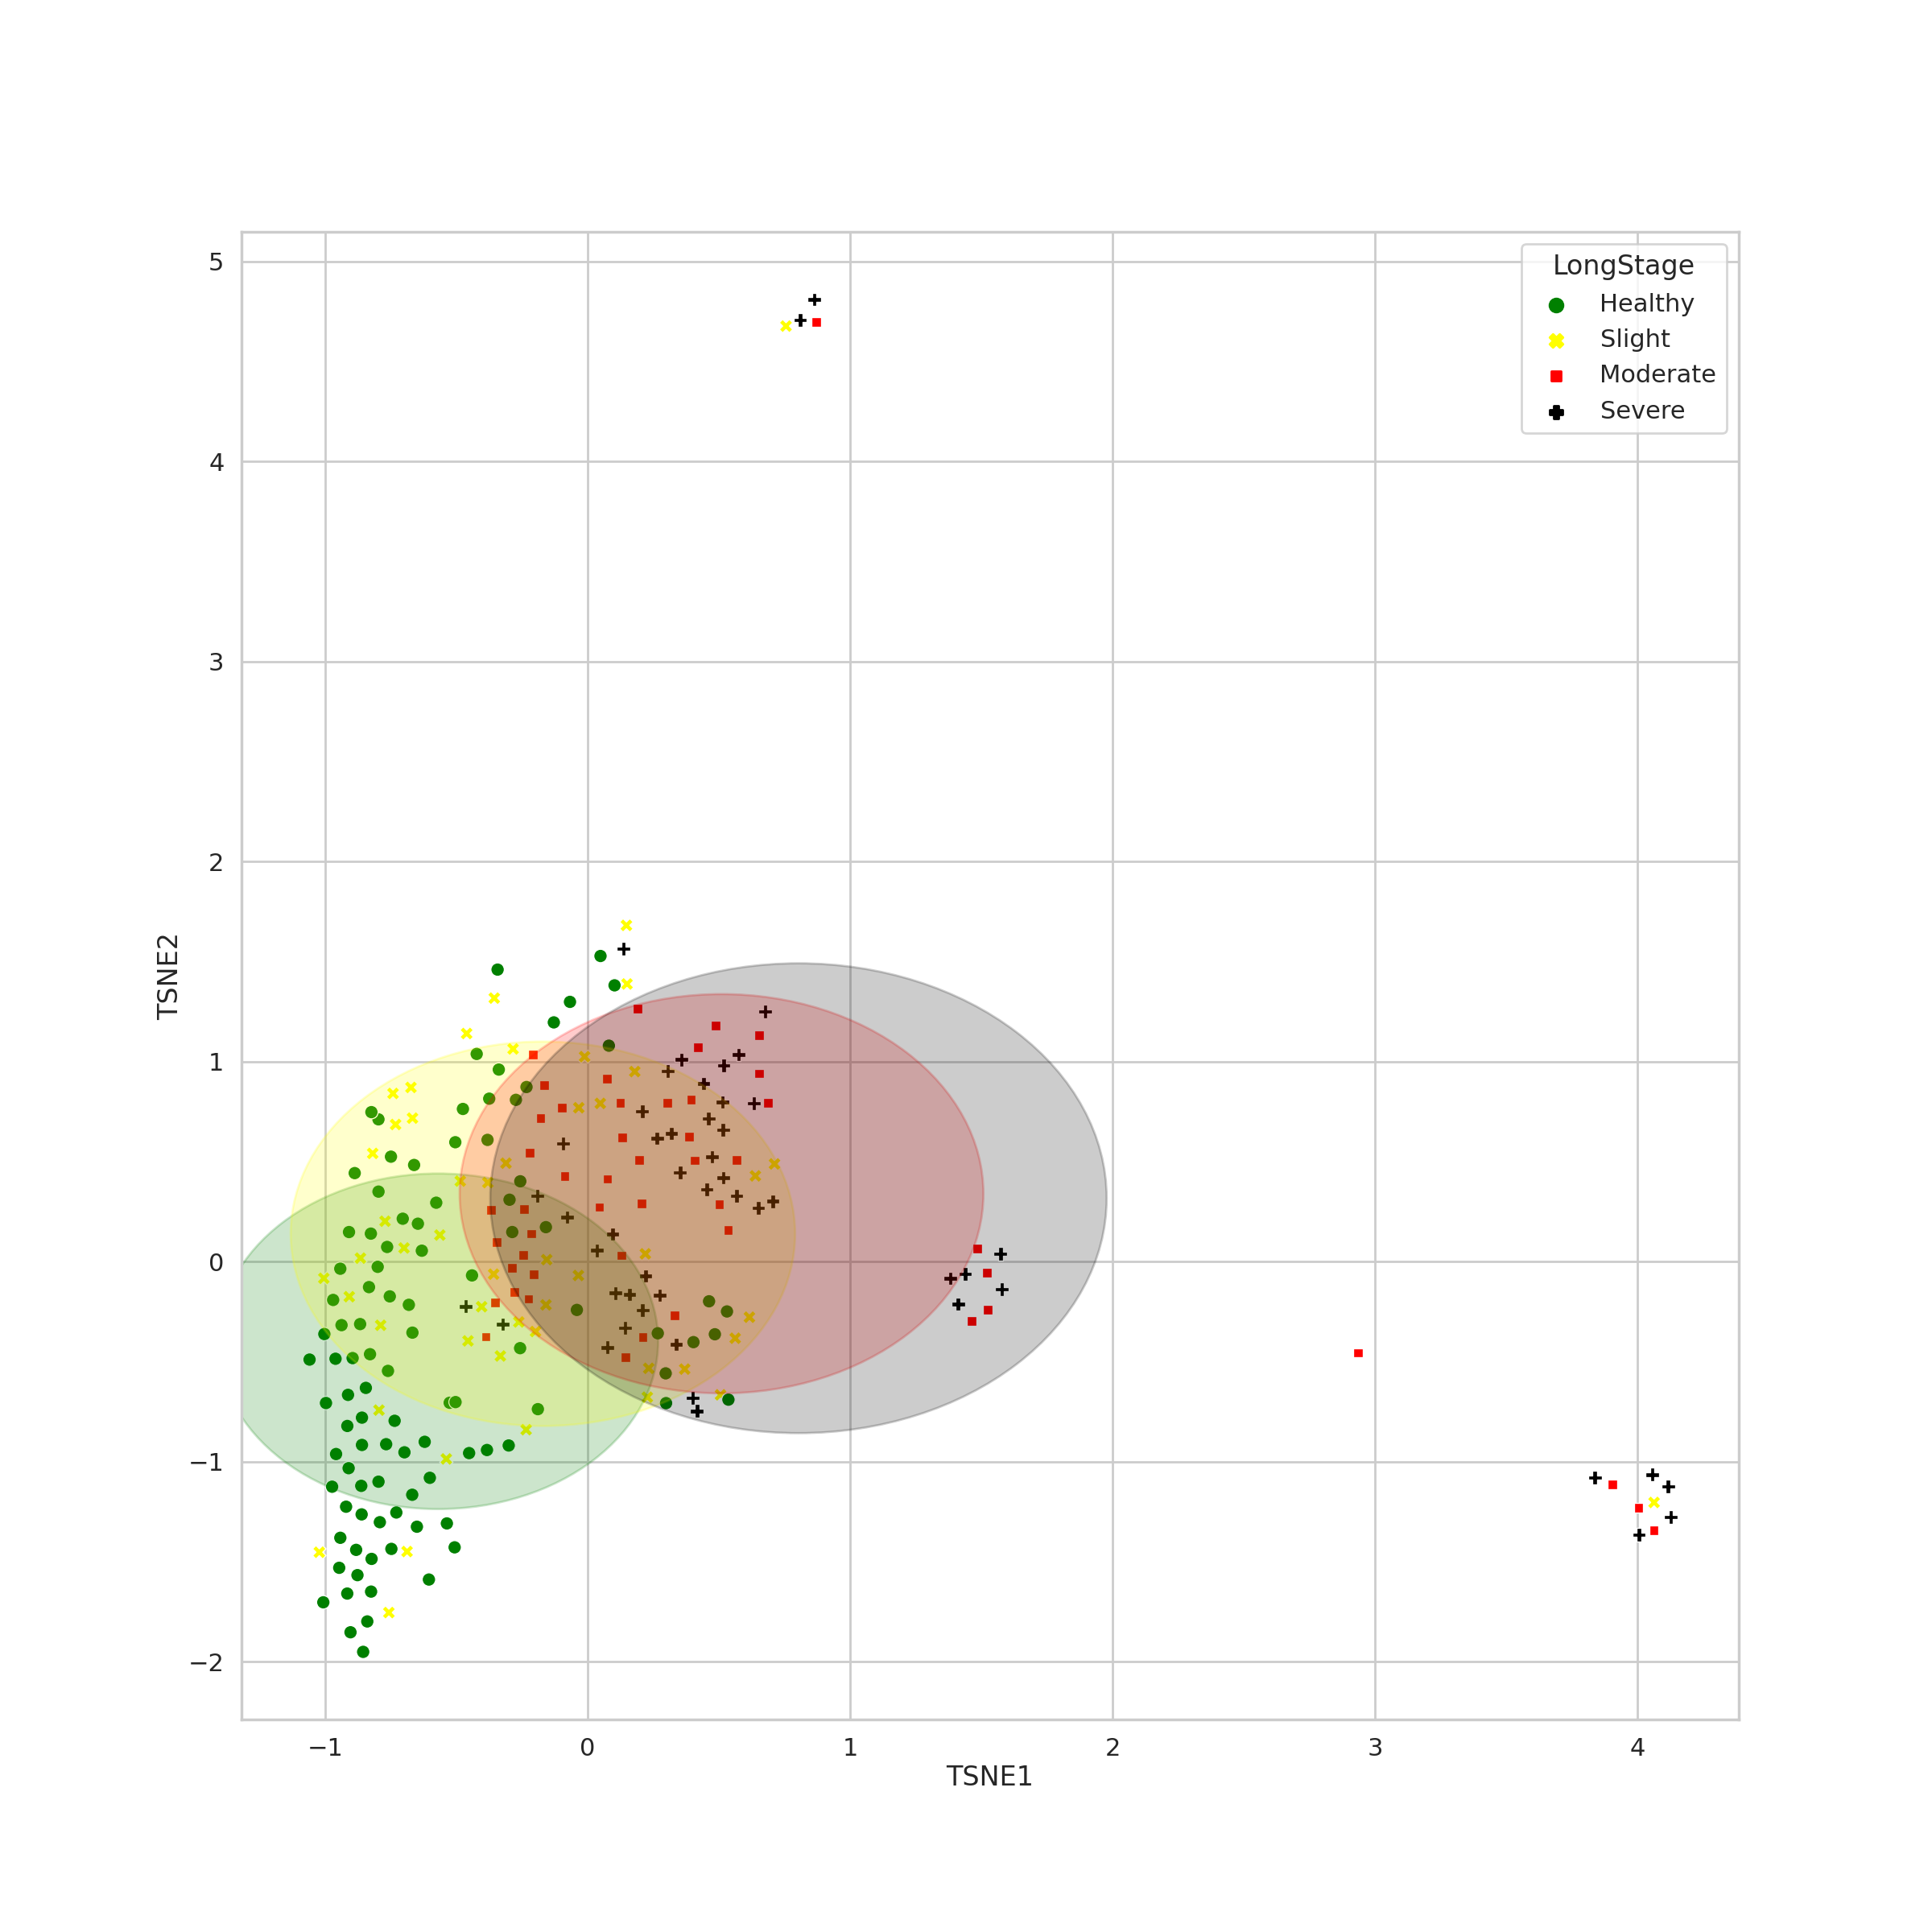 LongStage
Healthy
Slight
Moderate
Severe
5
4
3
2
1
0
−1
−2
TSNE2
−1 0 1 2 3 4
TSNE1